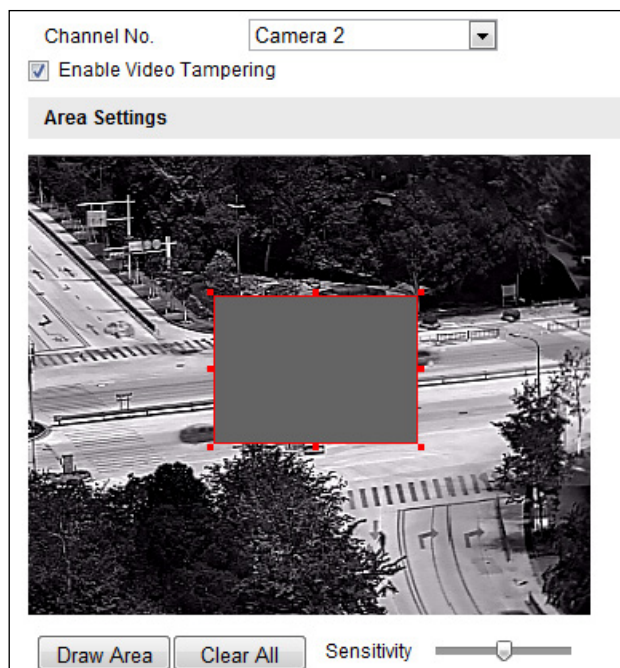 Channel No. Camera 2
Enable Video Tampering
Area Settings
Draw Area Clear All Sensitivity